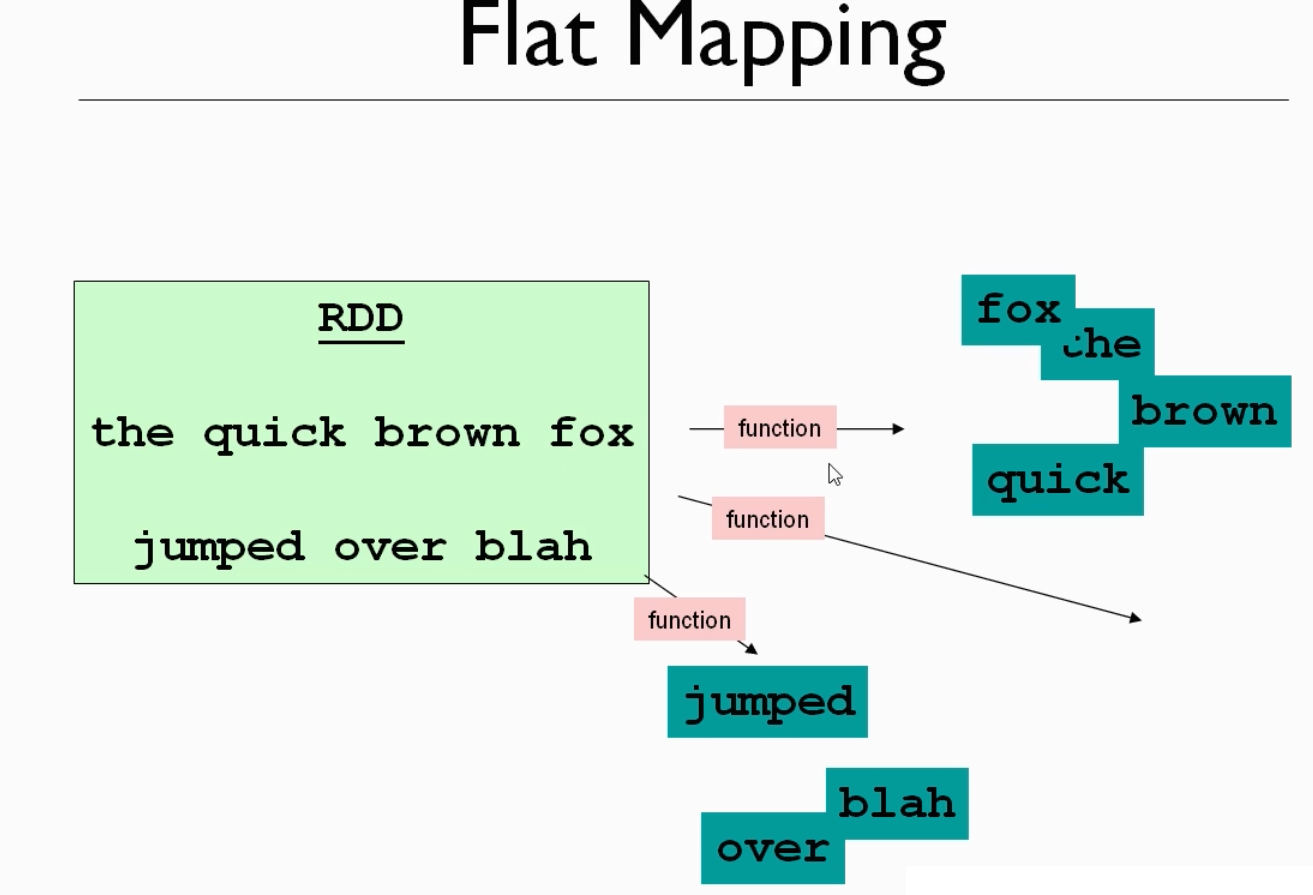 Flat Mapping
RDD
the quick brown fox
jumped over blah
function
function
function
fox
the
brown
quick
jumped
blah
over